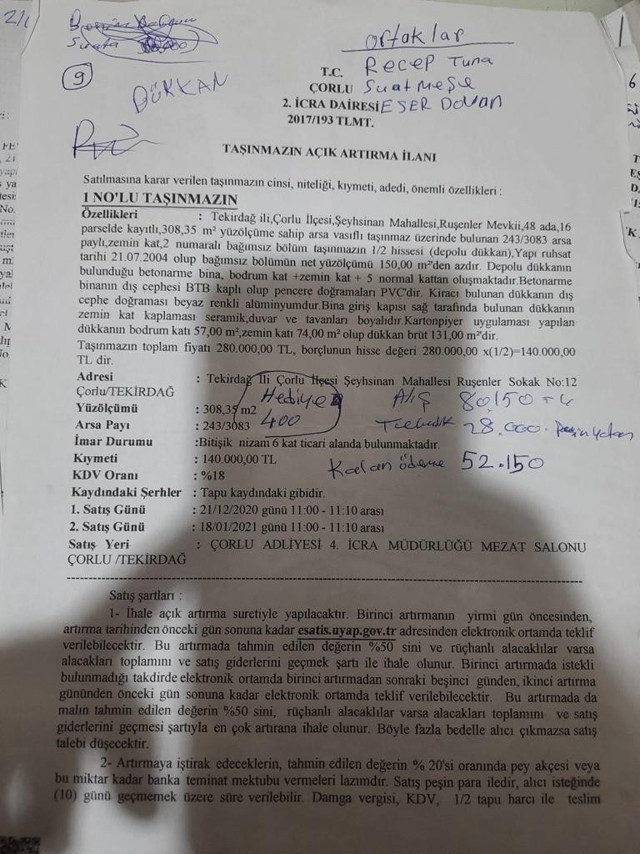 9
DÜKKAN
ortaklar
Recep Tuna
Suat Meşe
T.C.
ÇORLU
2. İCRA DAİRESİ
2017/193 TLMT.
TAŞINMAZIN AÇIK ARTIRMA İLANI
Satılmasına karar verilen taşınmazın cinsi, niteliği, kıymeti, adedi, önemli özellikleri :
1 NO'LU TAŞINMAZIN
Özellikleri : Tekirdağ ili,Çorlu İlçesi,Şeyhsinan Mahallesi,Ruşenler Mevkii,48 ada,16
parselde kayıtlı,308,35 m² yüzölçüme sahip arsa vasıflı taşınmaz üzerinde bulunan 243/3083 arsa
paylı,zemin kat,2 numaralı bağımsız bölüm taşınmazın 1/2 hissesi (depolu dükkan),Yapı ruhsat
tarihi 21.07.2004 olup bağımsız bölümün net yüzölçümü 150,00 m²'den azdır. Depolu dükkanın
bulunduğu betonarme bina, bodrum kat +zemin kat + 5 normal kattan oluşmaktadır.Betonarme
binanın dış cephesi BTB kaplı olup pencere doğramaları PVC'dir. Kiracı bulunan dükkanın dış
cephe doğraması beyaz renkli alüminyumdur.Bina giriş kapısı sağ tarafında bulunan dükkanın
zemin kat kaplaması seramik,duvar ve tavanları boyalıdır.Kartonpiyer uygulaması yapılan
dükkanın bodrum katı 57,00 m²,zemin katı 74,00 m² olup dükkan brüt 131,00 m²'dir.
Taşınmazın toplam fiyatı 280.000,00 TL, borçlunun hisse değeri 280.000,00 x(1/2)=140.000,00
TL dir.
Adresi : Tekirdağ İli Çorlu İlçesi Şeyhsinan Mahallesi Ruşenler Sokak No:12
Çorlu/TEKİRDAĞ
Yüzölçümü : 308,35 m2
Arsa Payı : 243/3083
Hediye
400
Alış 80.150
28.000. peşin
Kalan ödeme 52.150
İmar Durumu :Bitişik nizam 6 kat ticari alanda bulunmaktadır.
Kıymeti : 140.000,00 TL
KDV Oranı : %18
Kaydındaki Şerhler : Tapu kaydındaki gibidir.
1. Satış Günü : 21/12/2020 günü 11:00 - 11:10 arası
2. Satış Günü : 18/01/2021 günü 11:00 - 11:10 arası
Satış Yeri : ÇORLU ADLİYESİ 4. İCRA MÜDÜRLÜĞÜ MEZAT SALONU
ÇORLU /TEKİRDAĞ
Satış şartları :
1- İhale açık artırma suretiyle yapılacaktır. Birinci artırmanın yirmi gün öncesinden,
artırma tarihinden önceki gün sonuna kadar esatis.uyap.gov.tr adresinden elektronik ortamda teklif
verilebilecektir. Bu artırmada tahmin edilen değerin %50 sini ve rüçhanlı alacaklılar varsa
alacakları toplamını ve satış giderlerini geçmek şartı ile ihale olunur. Birinci artırmada istekli
bulunmadığı takdirde elektronik ortamda birinci artırmadan sonraki beşinci günden, ikinci artırma
gününden önceki gün sonuna kadar elektronik ortamda teklif verilebilecektir. Bu artırmada da
malın tahmin edilen değerin %50 sini, rüçhanlı alacaklılar varsa alacakları toplamını ve satış
giderlerini geçmesi şartıyla en çok artırana ihale olunur. Böyle fazla bedelle alıcı çıkmazsa satış
talebi düşecektir.
2- Artırmaya iştirak edeceklerin, tahmin edilen değerin % 20'si oranında pey akçesi veya
bu miktar kadar banka teminat mektubu vermeleri lazımdır. Satış peşin para iledir, alıcı isteğinde
(10) günü geçmemek üzere süre verilebilir. Damga vergisi, KDV, 1/2 tapu harcı ile teslim